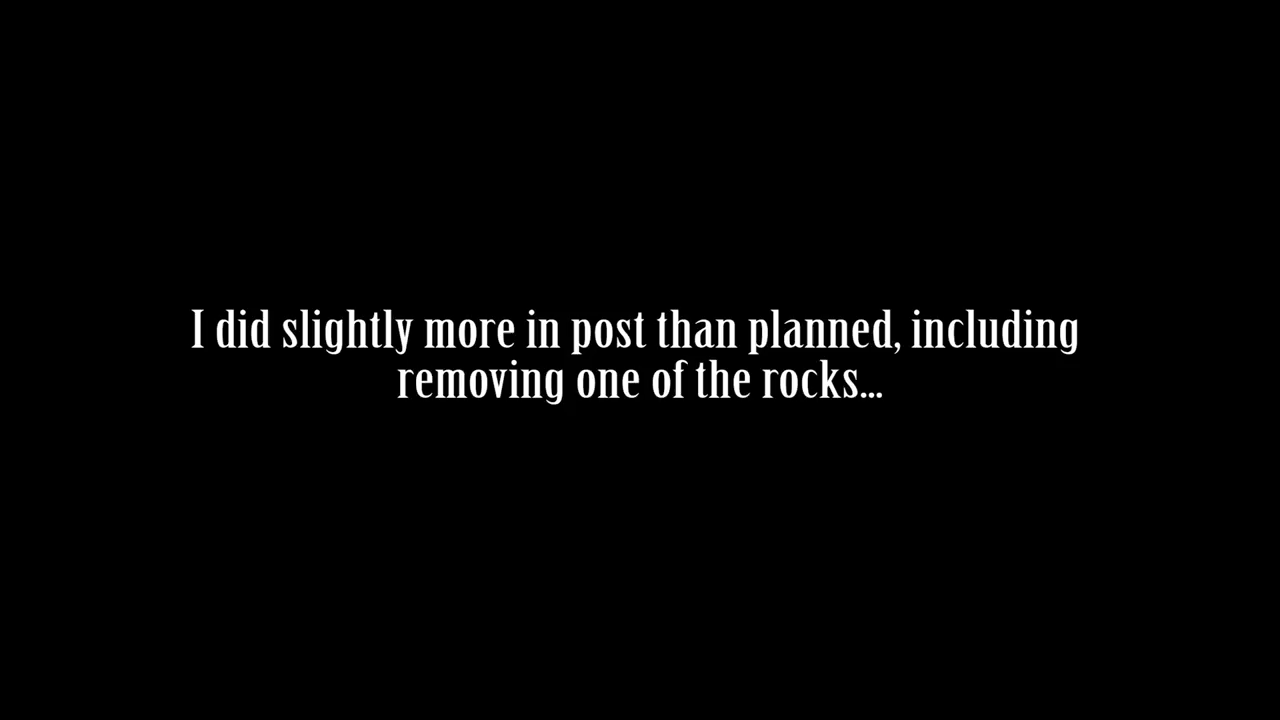 I did slightly more in post than planned, including
removing one of the rocks...